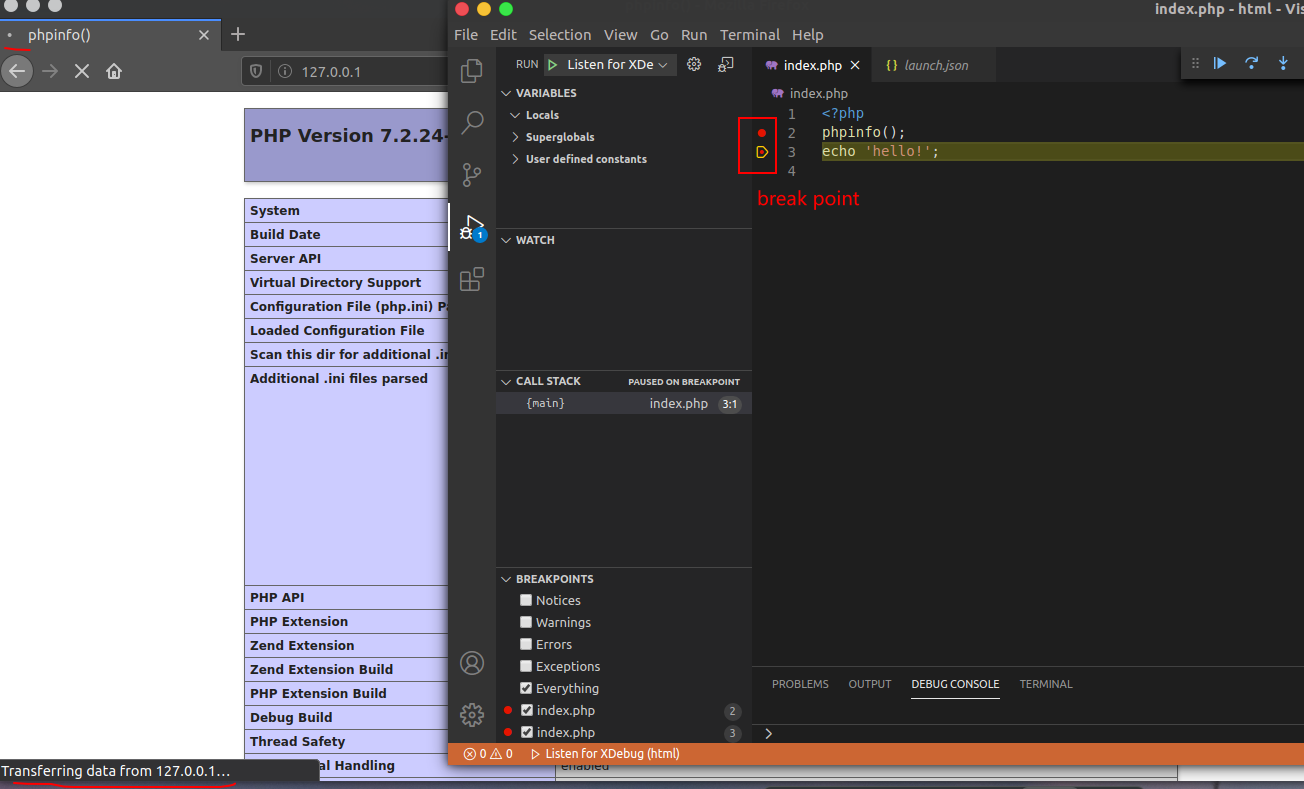 phpinfo()
127.0.0.1
PHP Version 7.2.24-
System
Build Date
Server API
Virtual Directory Support
Configuration File (php.ini) P
Loaded Configuration File
Scan this dir for additional .in
Additional .ini files parsed
PHP API
PHP Extension
Zend Extension
Zend Extension Build
PHP Extension Build
Debug Build
Thread Safety
al Handling
enabled
Transferring data from 127.0.0.1...
index.php - html - Vis
File Edit Selection View Go Run Terminal Help
RUN Listen for XDe
VARIABLES
Locals
Superglobals
User defined constants
WATCH
CALL STACK PAUSED ON BREAKPOINT
{main} index.php 3:1
BREAKPOINTS
Notices
Warnings
Errors
Exceptions
Everything
index.php 2
index.php 3
1
index.php {} launch.json
index.php
1 <?php
2 phpinfo();
3 echo 'hello!';
4
break point
PROBLEMS OUTPUT DEBUG CONSOLE TERMINAL
0 0 Listen for XDebug (html)